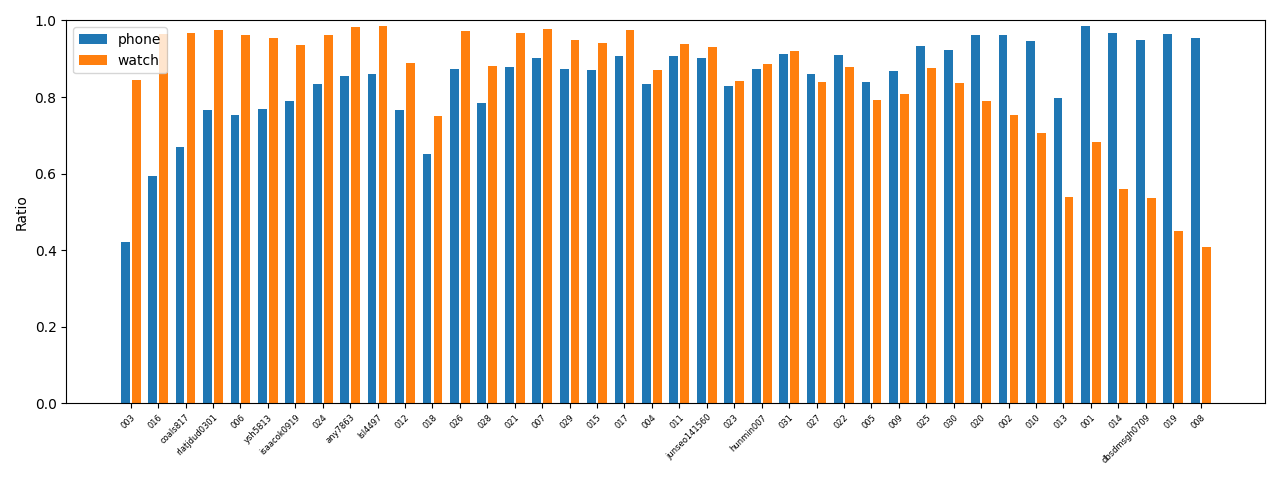 1.0
phone
watch
0.8
0.6
Ratio
0.4
0.2
0.0
003 016 coals817 rlatjdud0301 006 ysh5813 isaacok0919 024 any7863 lsl4497 012 018 026 028 021 007 029 015 017 004 011 junseo141560 023 hunmin007 031 027 022 005 009 025 030 020 002 010 013 001 014 dbsdmsgh0709 019 008